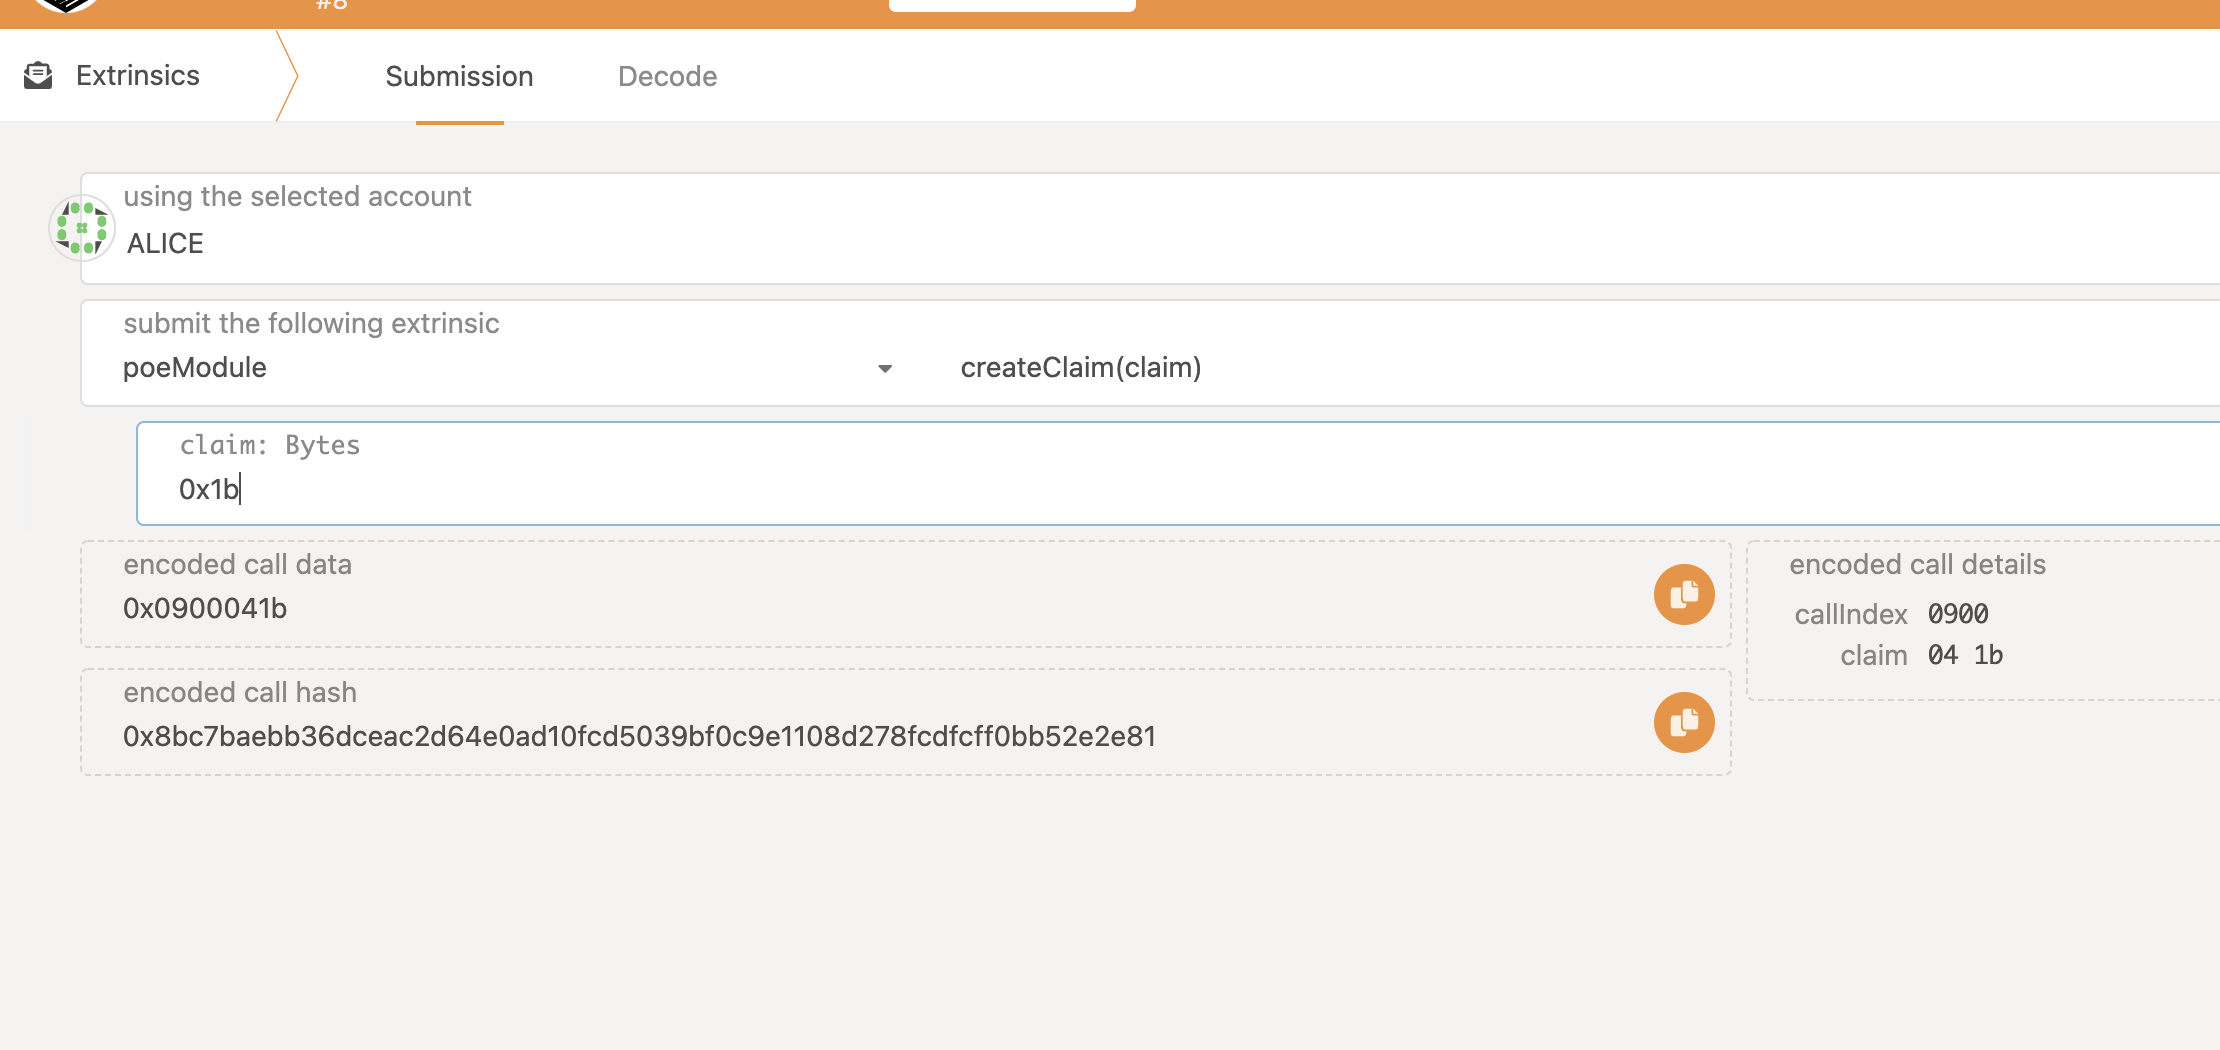 #8
Extrinsics
Submission
Decode
using the selected account
ALICE
submit the following extrinsic
poeModule
createClaim(claim)
claim: Bytes
0x1b
encoded call data
0x0900041b
encoded call details
callIndex 0900
claim 04 1b
encoded call hash
0x8bc7baebb36dceac2d64e0ad10fcd5039bf0c9e1108d278fcdfcff0bb52e2e81